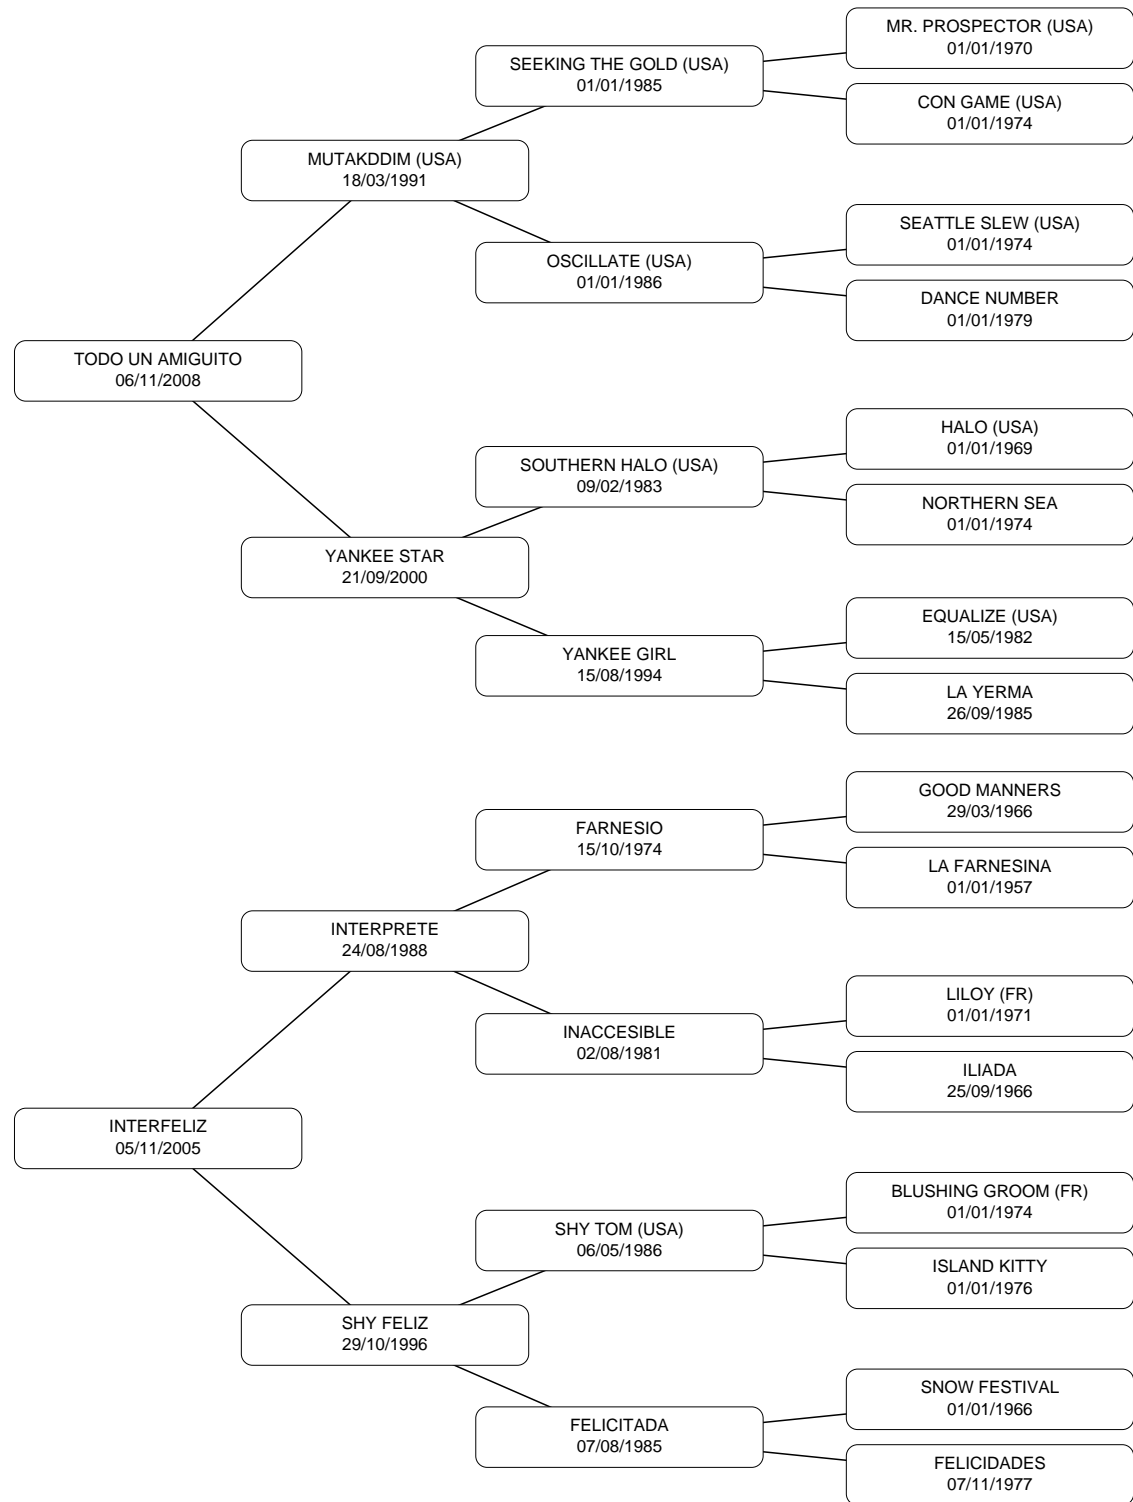 MR. PROSPECTOR (USA)
01/01/1970
SEEKING THE GOLD (USA)
01/01/1985
CON GAME (USA)
01/01/1974
MUTAKDDIM (USA)
18/03/1991
SEATTLE SLEW (USA)
01/01/1974
OSCILLATE (USA)
01/01/1986
DANCE NUMBER
01/01/1979
TODO UN AMIGUITO
06/11/2008
HALO (USA)
01/01/1969
SOUTHERN HALO (USA)
09/02/1983
NORTHERN SEA
01/01/1974
YANKEE STAR
21/09/2000
EQUALIZE (USA)
15/05/1982
YANKEE GIRL
15/08/1994
LA YERMA
26/09/1985
GOOD MANNERS
29/03/1966
FARNESIO
15/10/1974
LA FARNESINA
01/01/1957
INTERPRETE
24/08/1988
LILOY (FR)
01/01/1971
INACCESIBLE
02/08/1981
ILIADA
25/09/1966
INTERFELIZ
05/11/2005
BLUSHING GROOM (FR)
01/01/1974
SHY TOM (USA)
06/05/1986
ISLAND KITTY
01/01/1976
SHY FELIZ
29/10/1996
SNOW FESTIVAL
01/01/1966
FELICITADA
07/08/1985
FELICIDADES
07/11/1977